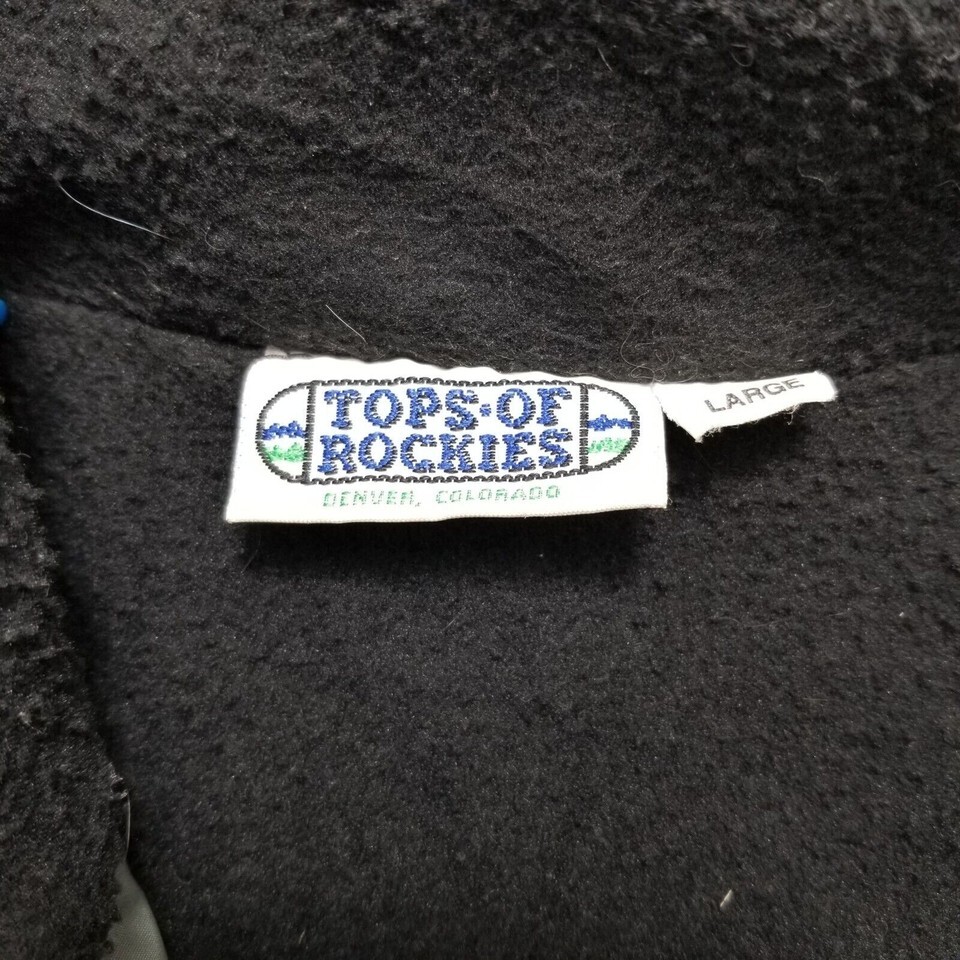 TOPS·OF
ROCKIES
DENVER, COLORADO
LARGE